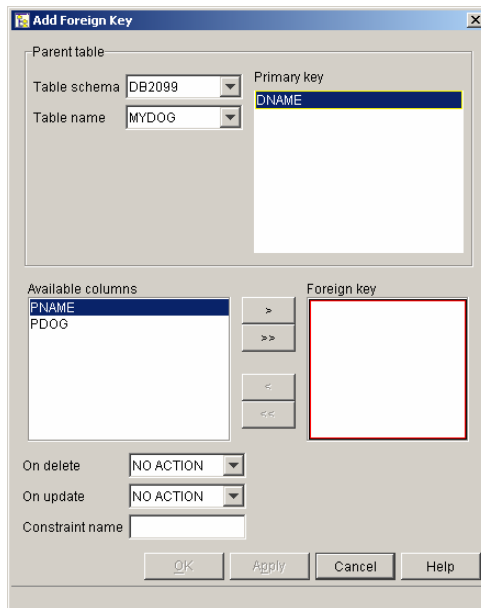 Add Foreign Key
Parent table
Table schema DB2099
Table name MYDOG
Primary key
DNAME
Available columns
PNAME
PDOG
>
>>
<
<<
Foreign key
On delete NO ACTION
On update NO ACTION
Constraint name
OK Apply Cancel Help